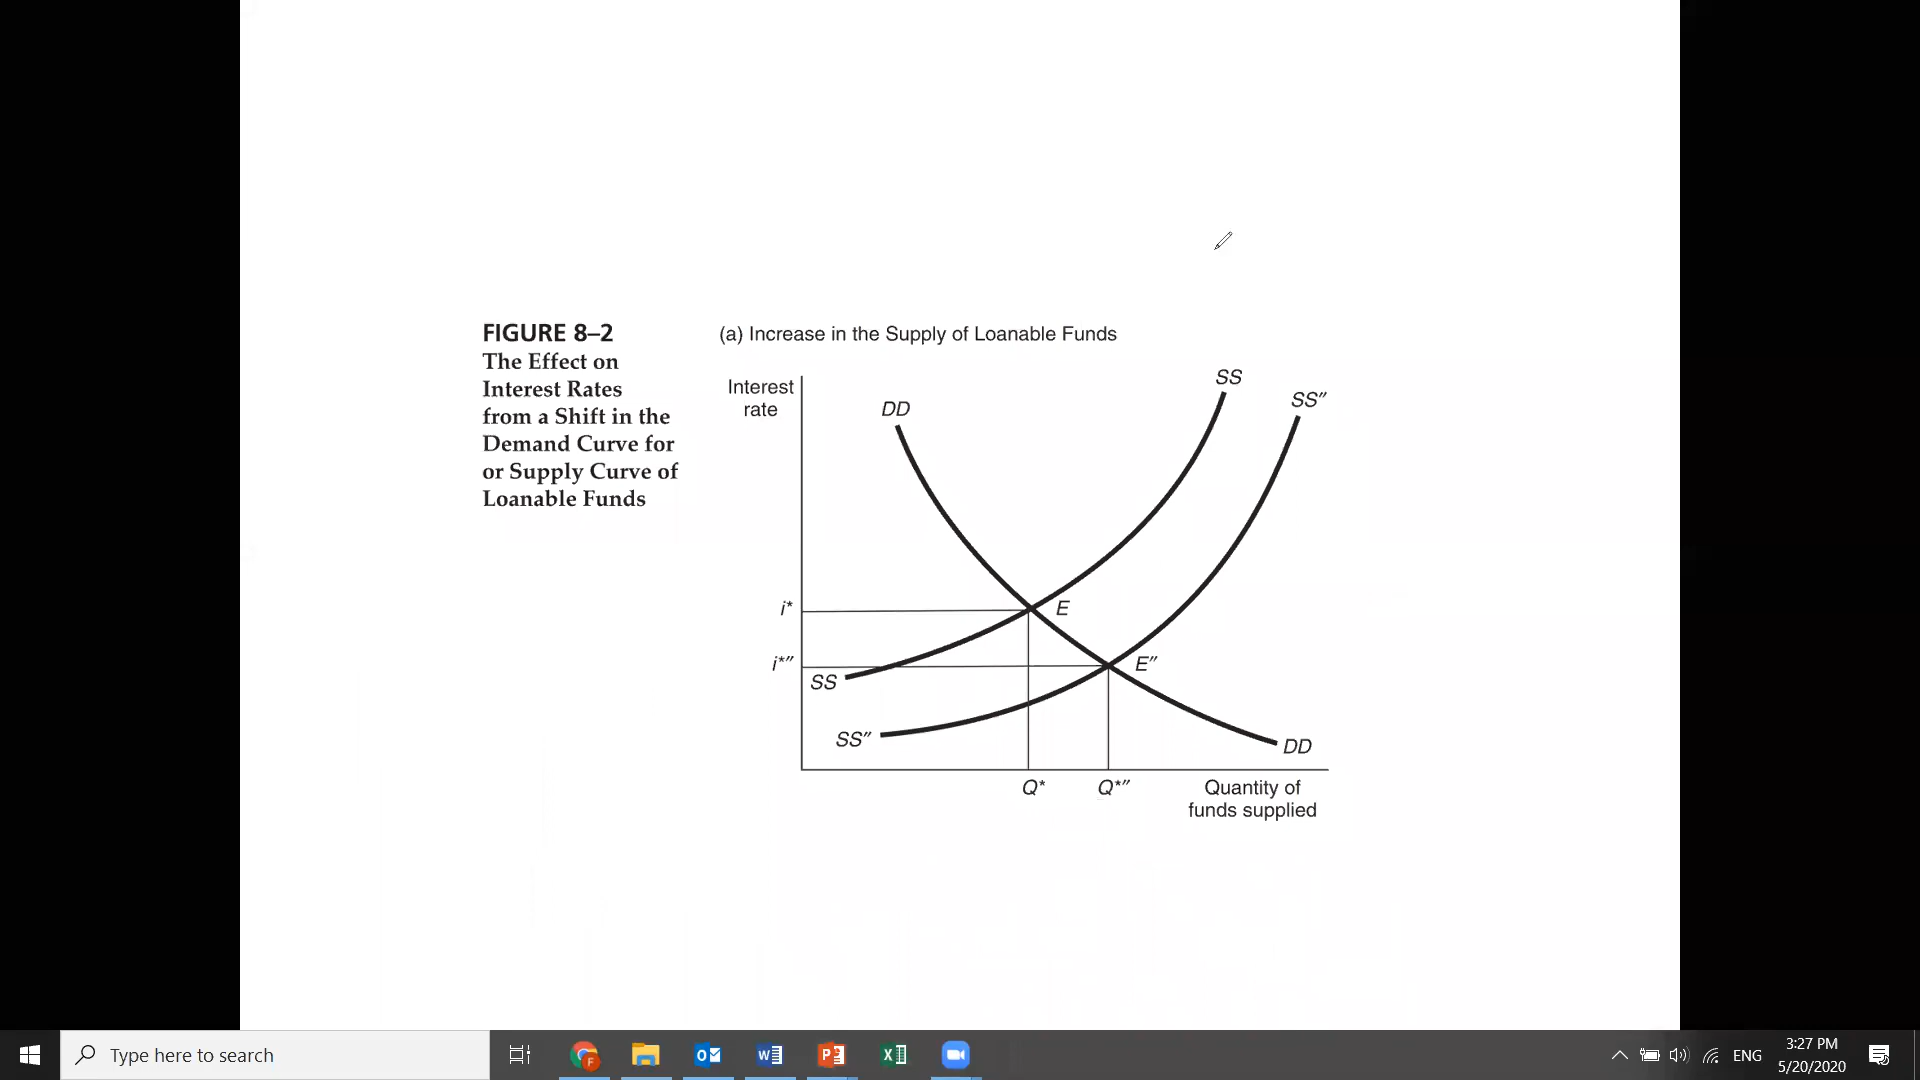 FIGURE 8–2
The Effect on
Interest Rates
from a Shift in the
Demand Curve for
or Supply Curve of
Loanable Funds
(a) Increase in the Supply of Loanable Funds
Interest
rate
DD
SS
SS″
i*
E
i*″
E″
SS
SS″
DD
Q*
Q*″
Quantity of
funds supplied
Type here to search
ENG
3:27 PM
5/20/2020